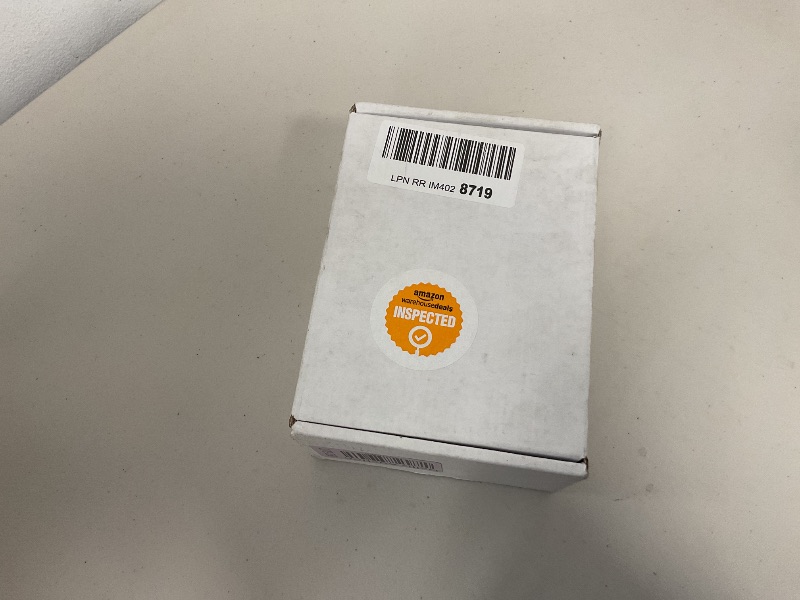 LPN RR IM402 8719
amazon
warehousedeals
INSPECTED